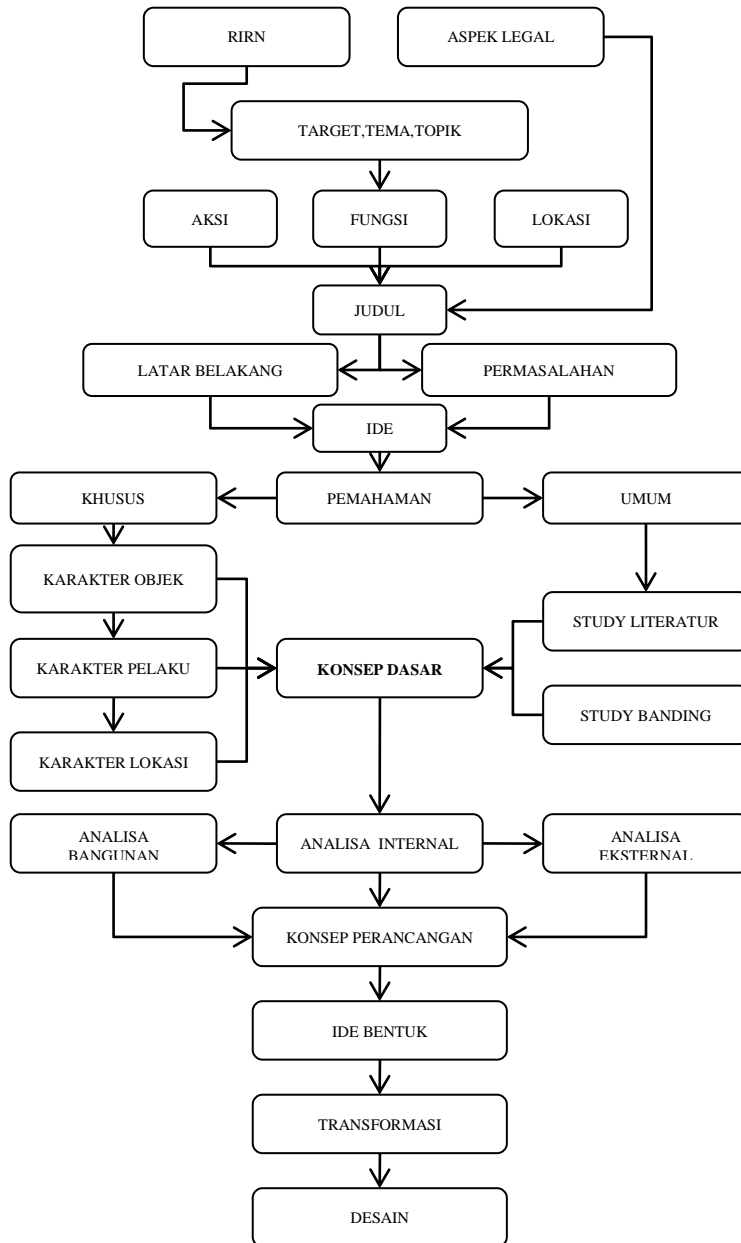 RIRN
ASPEK LEGAL
TARGET,TEMA,TOPIK
AKSI
FUNGSI
LOKASI
JUDUL
LATAR BELAKANG
PERMASALAHAN
IDE
KHUSUS
PEMAHAMAN
UMUM
KARAKTER OBJEK
STUDY LITERATUR
KARAKTER PELAKU
KONSEP DASAR
STUDY BANDING
KARAKTER LOKASI
ANALISA
BANGUNAN
ANALISA INTERNAL
ANALISA
EKSTERNAL
KONSEP PERANCANGAN
IDE BENTUK
TRANSFORMASI
DESAIN